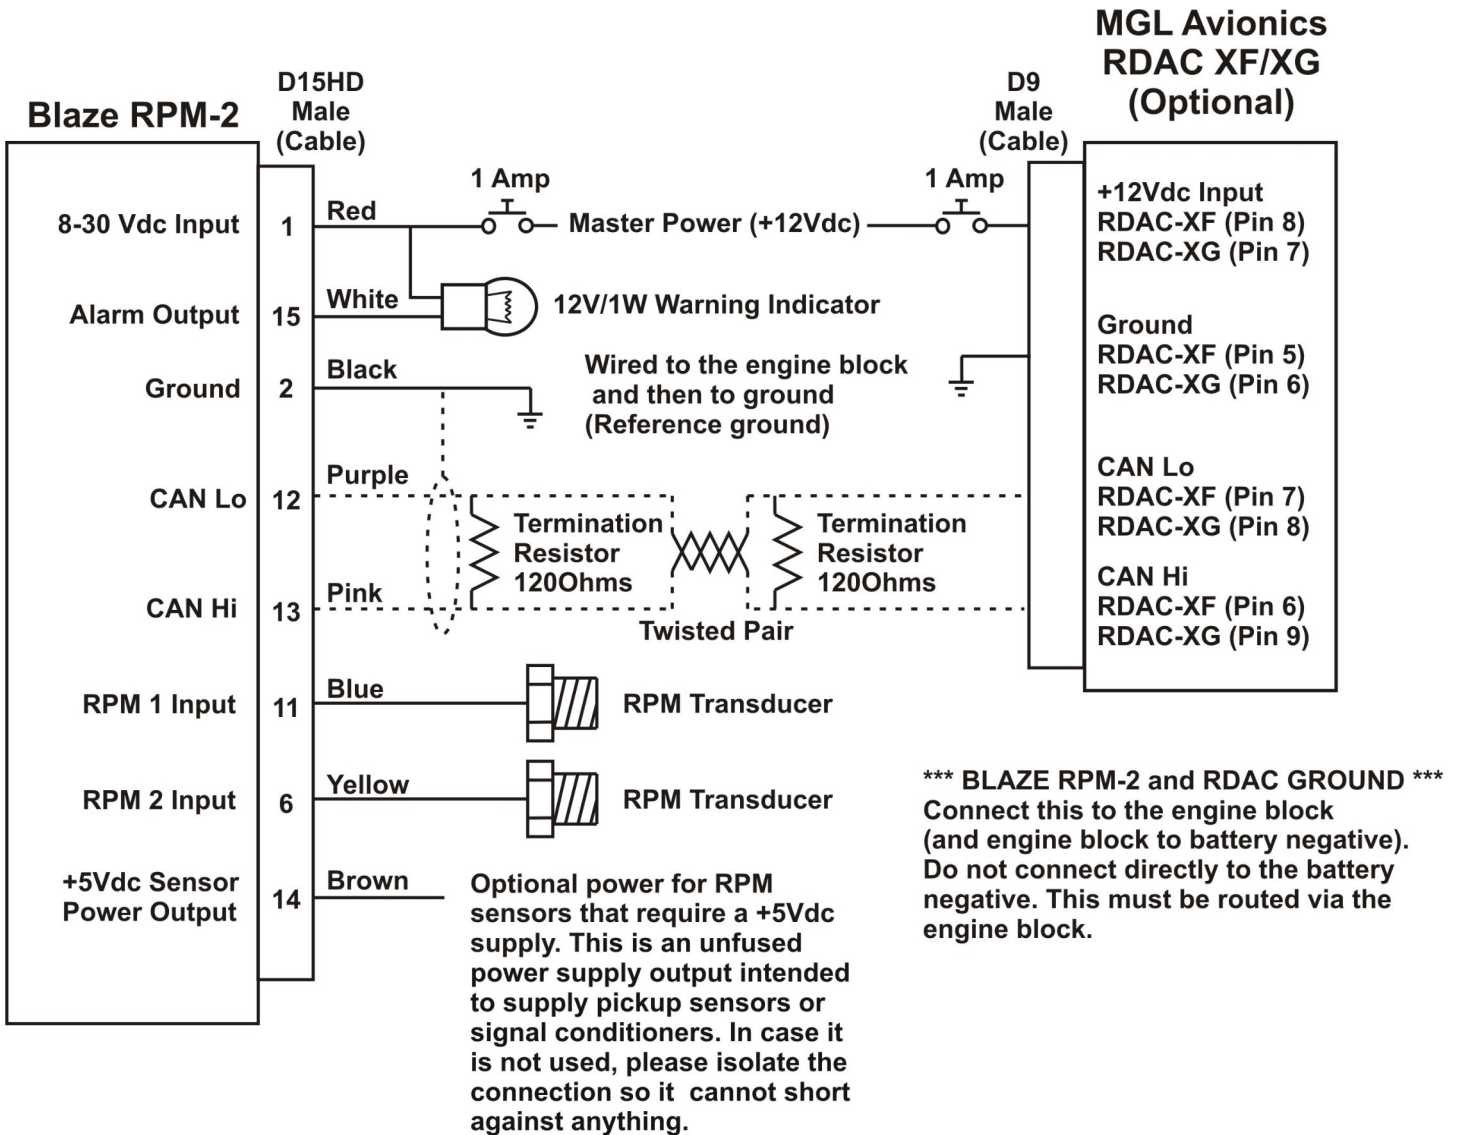 MGL Avionics
RDAC XF/XG
(Optional)
Blaze RPM-2
D15HD
Male
(Cable)
D9
Male
(Cable)
8-30 Vdc Input
1
Red
1 Amp
Master Power (+12Vdc)
1 Amp
+12Vdc Input
RDAC-XF (Pin 8)
RDAC-XG (Pin 7)
Alarm Output
15
White
12V/1W Warning Indicator
Ground
2
Black
Wired to the engine block
and then to ground
(Reference ground)
Ground
RDAC-XF (Pin 5)
RDAC-XG (Pin 6)
CAN Lo
12
Purple
Termination
Resistor
120Ohms
Termination
Resistor
120Ohms
CAN Lo
RDAC-XF (Pin 7)
RDAC-XG (Pin 8)
CAN Hi
13
Pink
Twisted Pair
CAN Hi
RDAC-XF (Pin 6)
RDAC-XG (Pin 9)
RPM 1 Input
11
Blue
RPM Transducer
RPM 2 Input
6
Yellow
RPM Transducer
+5Vdc Sensor
Power Output
14
Brown
Optional power for RPM
sensors that require a +5Vdc
supply. This is an unfused
power supply output intended
to supply pickup sensors or
signal conditioners. In case it
is not used, please isolate the
connection so it cannot short
against anything.
*** BLAZE RPM-2 and RDAC GROUND ***
Connect this to the engine block
(and engine block to battery negative).
Do not connect directly to the battery
negative. This must be routed via the
engine block.